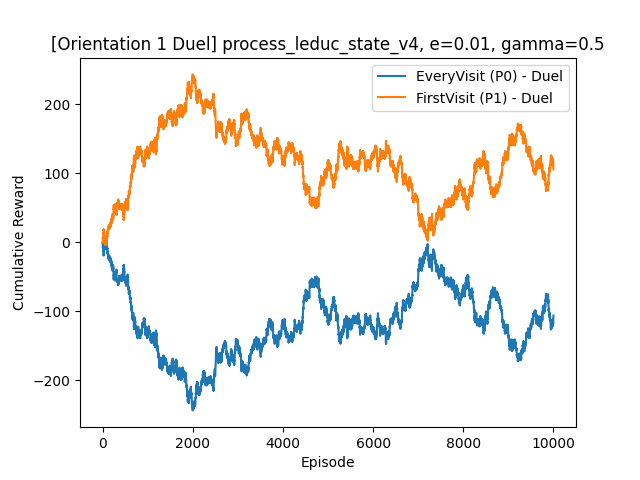 [Orientation 1 Duel] process_leduc_state_v4, e=0.01, gamma=0.5
EveryVisit (P0) - Duel
FirstVisit (P1) - Duel
200
100
0
−100
−200
Cumulative Reward
0 2000 4000 6000 8000 10000
Episode